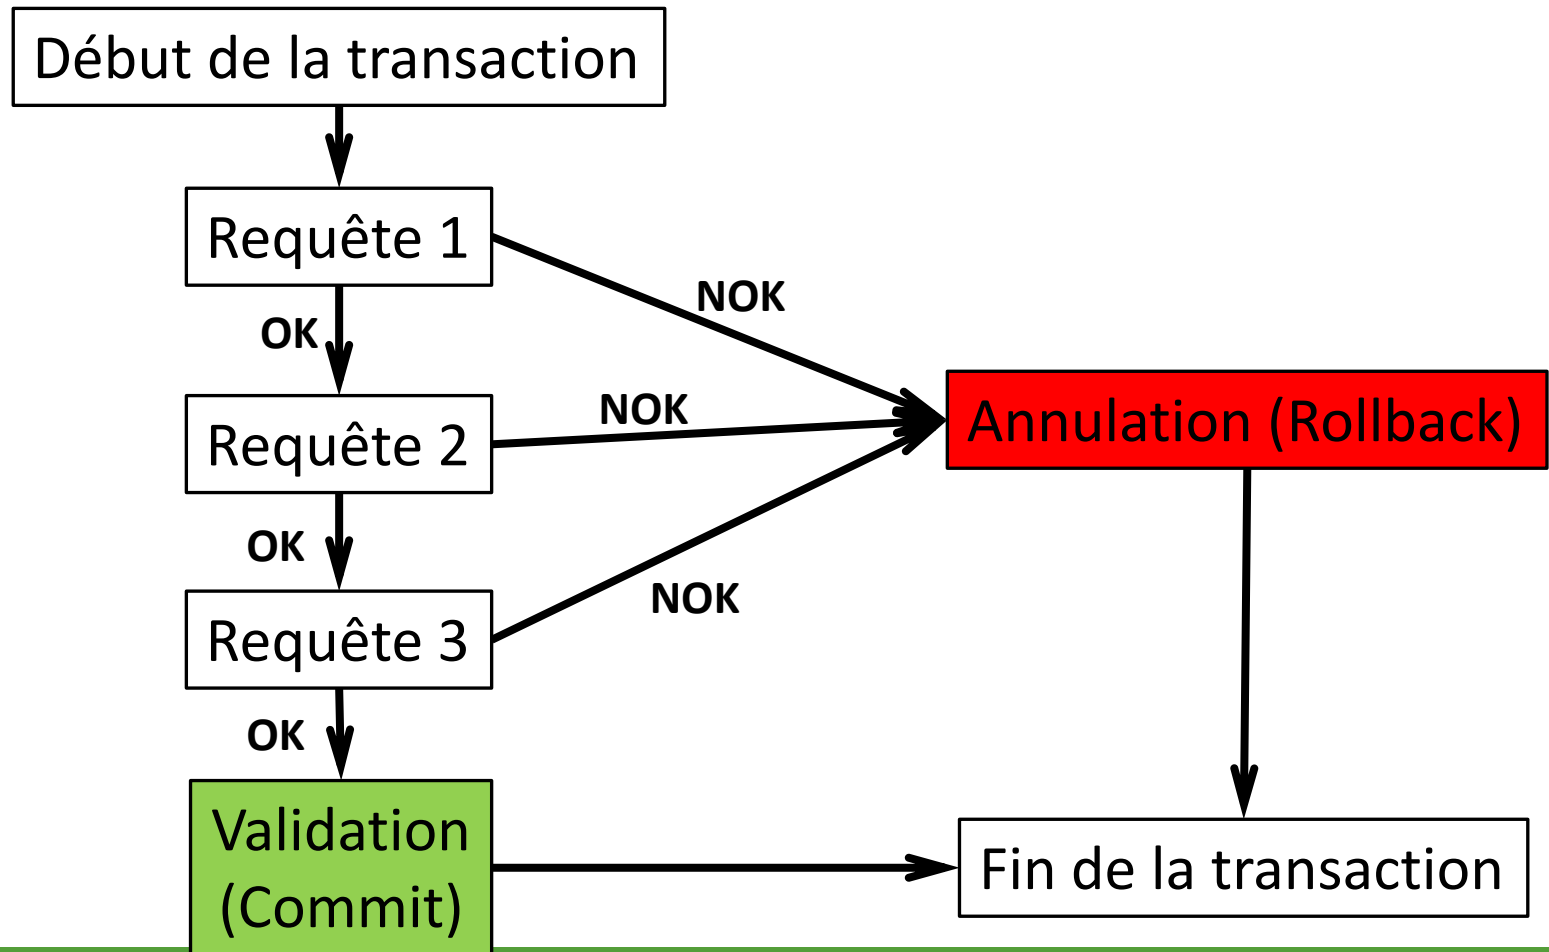 Début de la transaction
Requête 1
NOK
OK
NOK
Annulation (Rollback)
Requête 2
OK
NOK
Requête 3
OK
Validation
(Commit)
Fin de la transaction